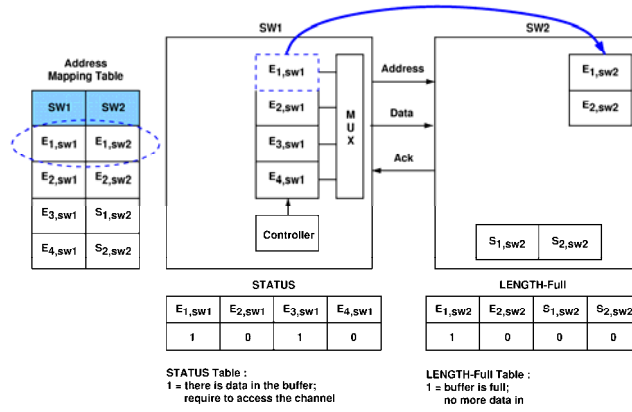 SW1
SW2
Address
Mapping Table
SW1 SW2
E1,sw1 E1,sw2
E2,sw1 E2,sw2
E3,sw1 S1,sw2
E4,sw1 S2,sw2
E1,sw1
E2,sw1
E3,sw1
E4,sw1
MUX
Controller
Address
Data
Ack
E1,sw2
E2,sw2
S1,sw2 S2,sw2
STATUS
E1,sw1 E2,sw1 E3,sw1 E4,sw1
1 0 1 0
LENGTH-Full
E1,sw2 E2,sw2 S1,sw2 S2,sw2
1 0 0 0
STATUS Table :
1 = there is data in the buffer;
require to access the channel
LENGTH-Full Table :
1 = buffer is full;
no more data in